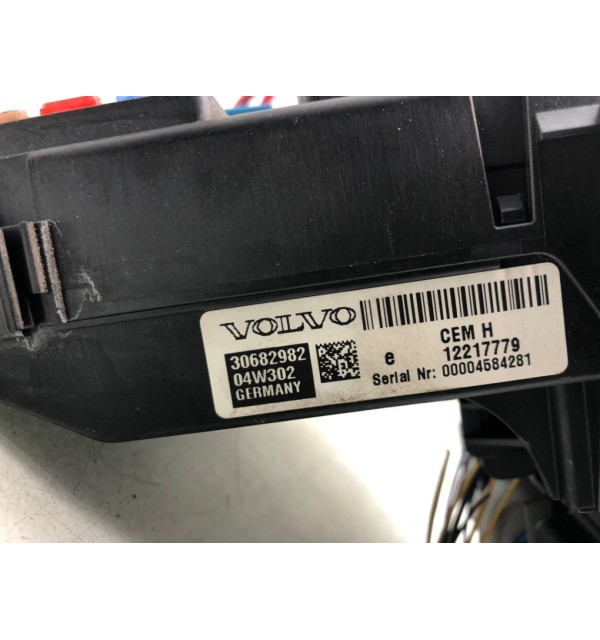 VOLVO
30682982
04W302
GERMANY
e
CEM H
12217779
Serial Nr: 00004584281